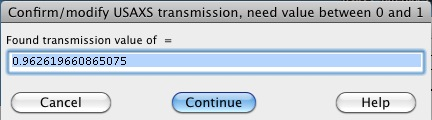 Confirm/modify USAXS transmission, need value between 0 and 1
Found transmission value of  =
0.962619660865075
Cancel
Continue
Help